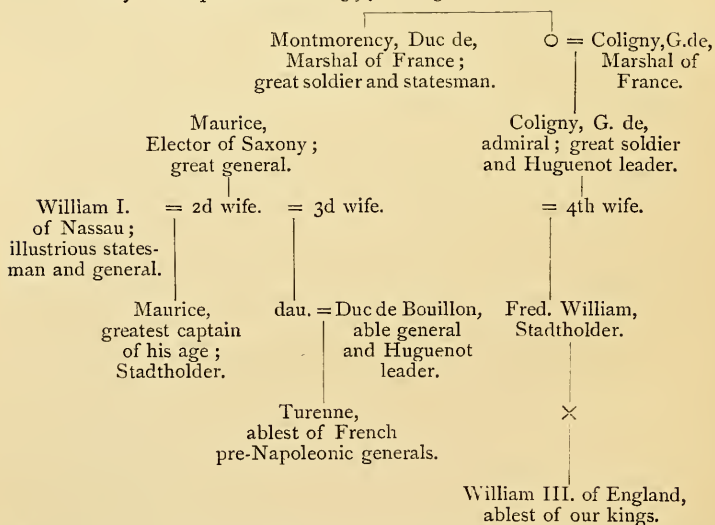 Montmorency, Duc de,
Marshal of France ;
great soldier and statesman.
O = Coligny, G. de,
Marshal of
France.
Maurice,
Elector of Saxony ;
great general.
Coligny, G. de,
admiral ; great soldier
and Huguenot leader.
William I.
of Nassau ;
illustrious states-
man and general.
= 2d wife.
= 3d wife.
= 4th wife.
Maurice,
greatest captain
of his age ;
Stadtholder.
dau. = Duc de Bouillon,
able general
and Huguenot
leader.
Fred. William,
Stadtholder.
Turenne,
ablest of French
pre-Napoleonic generals.
×
William III. of England,
ablest of our kings.